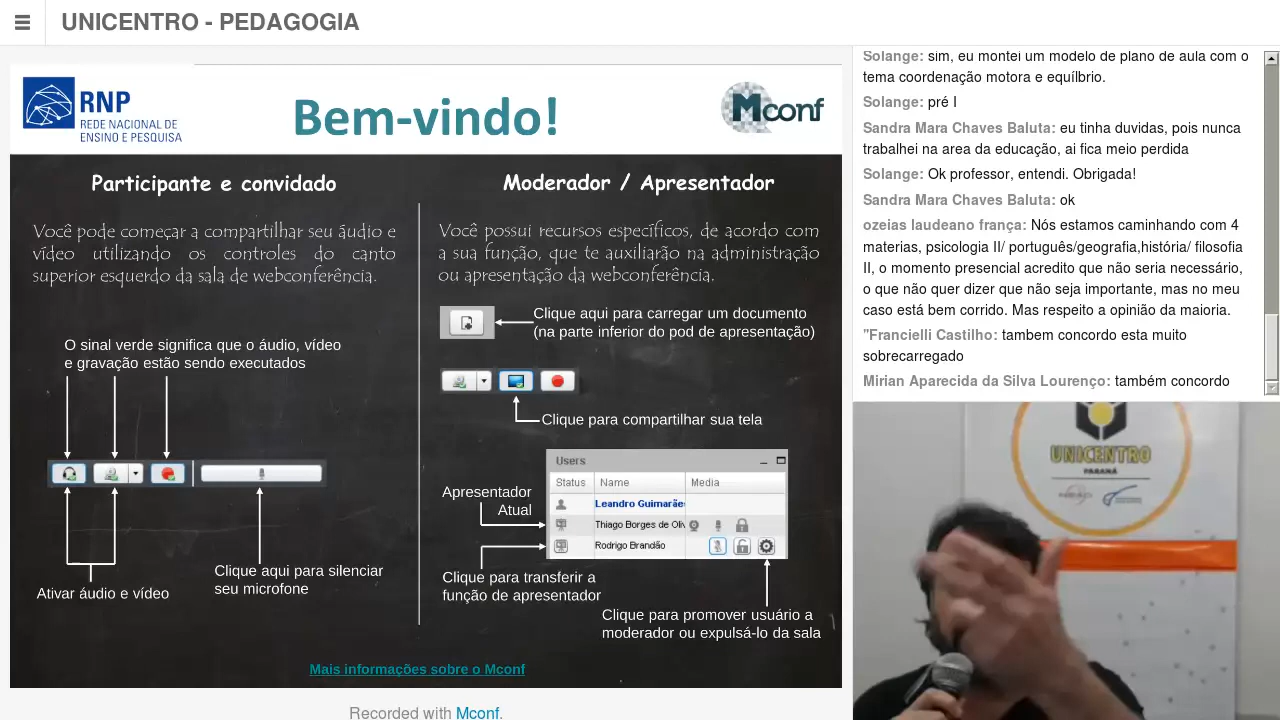 UNICENTRO - PEDAGOGIA
RNP
REDE NACIONAL DE
ENSINO E PESQUISA
Bem-vindo!
Mconf
Participante e convidado
Você pode começar a compartilhar seu áudio e
vídeo utilizando os controles do canto
superior esquerdo da sala de webconferência.
O sinal verde significa que o áudio, vídeo
e gravação estão sendo executados
Ativar áudio e vídeo
Clique aqui para silenciar
seu microfone
Moderador / Apresentador
Você possui recursos específicos, de acordo com
a sua função, que te auxiliarão na administração
ou apresentação da webconferência.
Clique aqui para carregar um documento
(na parte inferior do pod de apresentação)
Clique para compartilhar sua tela
Users
Status Name Media
Leandro Guimarães
Thiago Borges de Oliv
Rodrigo Brandão
Apresentador
Atual
Clique para transferir a
função de apresentador
Clique para promover usuário a
moderador ou expulsá-lo da sala
Mais informações sobre o Mconf
Recorded with Mconf.
Solange: sim, eu montei um modelo de plano de aula com o
tema coordenação motora e equílbrio.
Solange: pré I
Sandra Mara Chaves Baluta: eu tinha duvidas, pois nunca
trabalhei na area da educação, ai fica meio perdida
Solange: Ok professor, entendi. Obrigada!
Sandra Mara Chaves Baluta: ok
ozeias laudeano frança: Nós estamos caminhando com 4
materias, psicologia II/ português/geografia,história/ filosofia
II, o momento presencial acredito que não seria necessário,
o que não quer dizer que não seja importante, mas no meu
caso está bem corrido. Mas respeito a opinião da maioria.
"Francielli Castilho: tambem concordo esta muito
sobrecarregado
Mirian Aparecida da Silva Lourenço: também concordo
UNICENTRO
PARANÁ